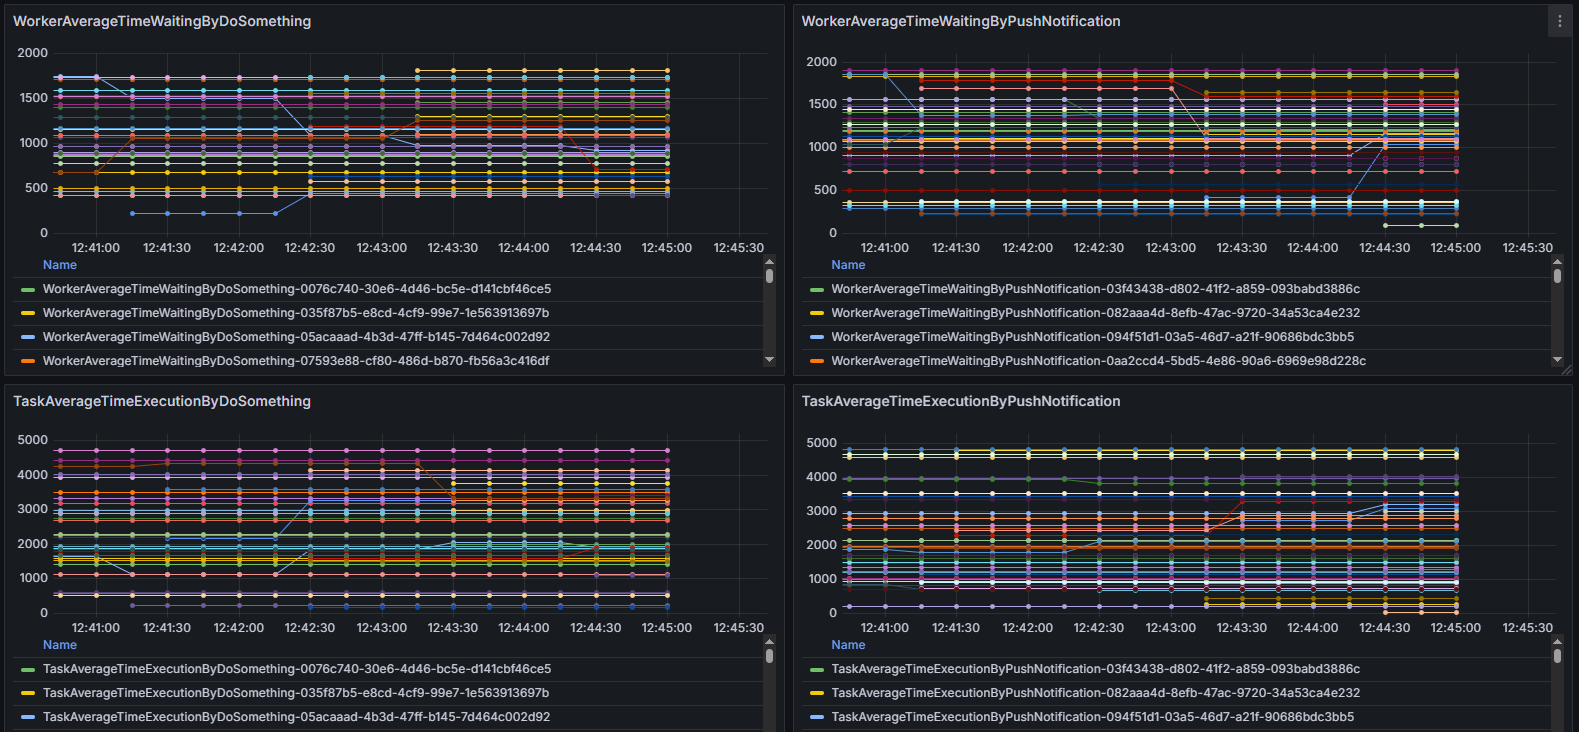 WorkerAverageTimeWaitingByDoSomething
2000
1500
1000
500
0
12:41:00 12:41:30 12:42:00 12:42:30 12:43:00 12:43:30 12:44:00 12:44:30 12:45:00 12:45:30
Name
WorkerAverageTimeWaitingByDoSomething-0076c740-30e6-4d46-bc5e-d141cbf46ce5
WorkerAverageTimeWaitingByDoSomething-035f87b5-e8cd-4cf9-99e7-1e563913697b
WorkerAverageTimeWaitingByDoSomething-05acaaad-4b3d-47ff-b145-7d464c002d92
WorkerAverageTimeWaitingByDoSomething-07593e88-cf80-486d-b870-fb56a3c416df
WorkerAverageTimeWaitingByPushNotification
2000
1500
1000
500
0
12:41:00 12:41:30 12:42:00 12:42:30 12:43:00 12:43:30 12:44:00 12:44:30 12:45:00 12:45:30
Name
WorkerAverageTimeWaitingByPushNotification-03f43438-d802-41f2-a859-093babd3886c
WorkerAverageTimeWaitingByPushNotification-082aaa4d-8efb-47ac-9720-34a53ca4e232
WorkerAverageTimeWaitingByPushNotification-094f51d1-03a5-46d7-a21f-90686bdc3bb5
WorkerAverageTimeWaitingByPushNotification-0aa2ccd4-5bd5-4e86-90a6-6969e98d228c
TaskAverageTimeExecutionByDoSomething
5000
4000
3000
2000
1000
0
12:41:00 12:41:30 12:42:00 12:42:30 12:43:00 12:43:30 12:44:00 12:44:30 12:45:00 12:45:30
Name
TaskAverageTimeExecutionByDoSomething-0076c740-30e6-4d46-bc5e-d141cbf46ce5
TaskAverageTimeExecutionByDoSomething-035f87b5-e8cd-4cf9-99e7-1e563913697b
TaskAverageTimeExecutionByDoSomething-05acaaad-4b3d-47ff-b145-7d464c002d92
TaskAverageTimeExecutionByPushNotification
5000
4000
3000
2000
1000
0
12:41:00 12:41:30 12:42:00 12:42:30 12:43:00 12:43:30 12:44:00 12:44:30 12:45:00 12:45:30
Name
TaskAverageTimeExecutionByPushNotification-03f43438-d802-41f2-a859-093babd3886c
TaskAverageTimeExecutionByPushNotification-082aaa4d-8efb-47ac-9720-34a53ca4e232
TaskAverageTimeExecutionByPushNotification-094f51d1-03a5-46d7-a21f-90686bdc3bb5